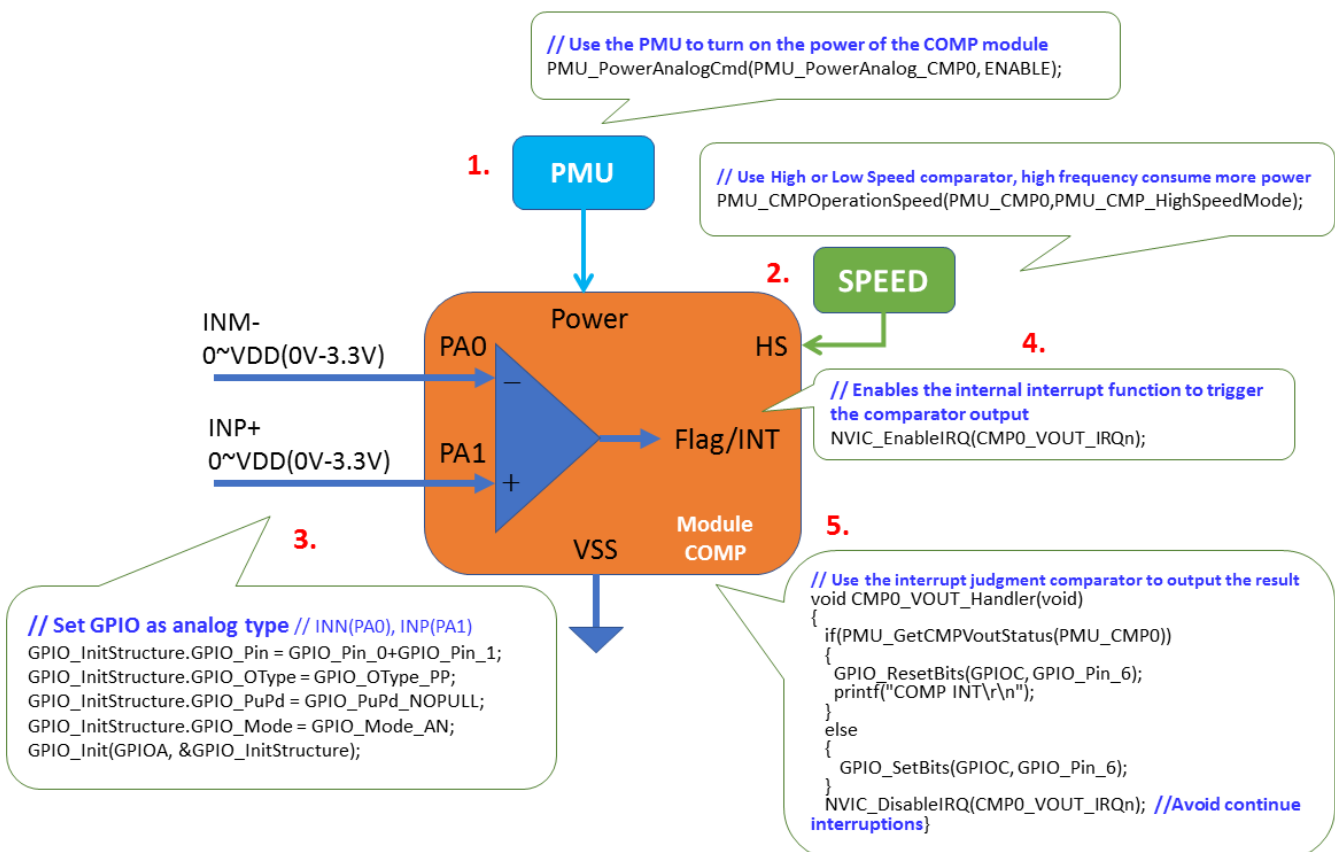 // Use the PMU to turn on the power of the COMP module
PMU_PowerAnalogCmd(PMU_PowerAnalog_CMP0, ENABLE);
1.
PMU
// Use High or Low Speed comparator, high frequency consume more power
PMU_CMPOperationSpeed(PMU_CMP0,PMU_CMP_HighSpeedMode);
2.
SPEED
Power
HS
INM-
0~VDD(0V-3.3V)
PA0
−
INP+
0~VDD(0V-3.3V)
PA1
+
Flag/INT
Module
COMP
VSS
3.
// Set GPIO as analog type // INN(PA0), INP(PA1)
GPIO_InitStructure.GPIO_Pin = GPIO_Pin_0+GPIO_Pin_1;
GPIO_InitStructure.GPIO_OType = GPIO_OType_PP;
GPIO_InitStructure.GPIO_PuPd = GPIO_PuPd_NOPULL;
GPIO_InitStructure.GPIO_Mode = GPIO_Mode_AN;
GPIO_Init(GPIOA, &GPIO_InitStructure);
4.
// Enables the internal interrupt function to trigger
the comparator output
NVIC_EnableIRQ(CMP0_VOUT_IRQn);
5.
// Use the interrupt judgment comparator to output the result
void CMP0_VOUT_Handler(void)
{
if(PMU_GetCMPVoutStatus(PMU_CMP0))
{
GPIO_ResetBits(GPIOC, GPIO_Pin_6);
printf("COMP INT\r\n");
}
else
{
GPIO_SetBits(GPIOC, GPIO_Pin_6);
}
NVIC_DisableIRQ(CMP0_VOUT_IRQn); //Avoid continue
interruptions}